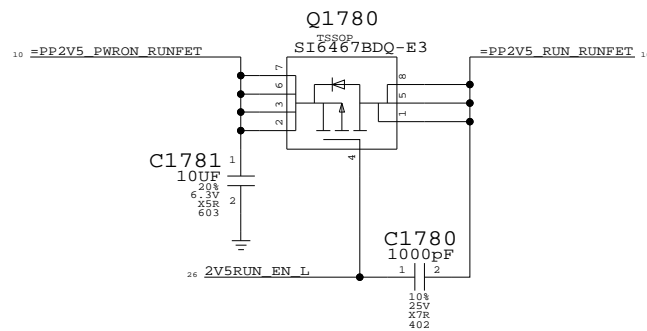 Q1780
TSSOP
SI6467BDQ-E3
10 =PP2V5_PWRON_RUNFET
=PP2V5_RUN_RUNFET
7
6
3
2
8
5
1
4
C1781
10UF
20%
6.3V
X5R
603
1
2
C1780
1000pF
26 2V5RUN_EN_L
1
2
10%
25V
X7R
402